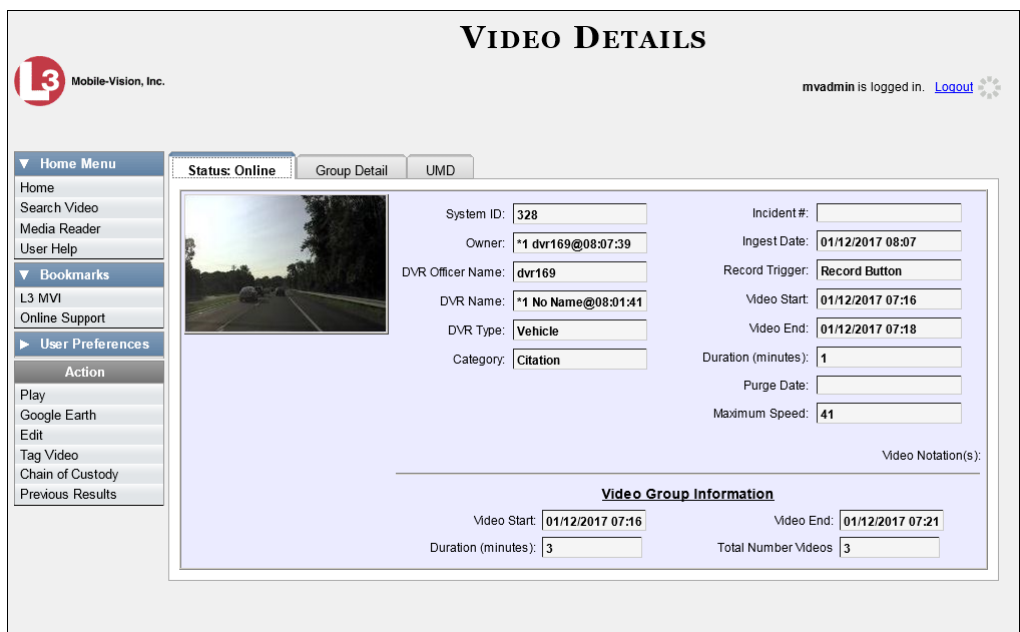 VIDEO DETAILS
L3 Mobile-Vision, Inc.
mvadmin is logged in. Logout
Home Menu
Home
Search Video
Media Reader
User Help
Bookmarks
L3 MVI
Online Support
User Preferences
Action
Play
Google Earth
Edit
Tag Video
Chain of Custody
Previous Results
Status: Online Group Detail UMD
System ID: 328
Owner: *1 dvr169@08:07:39
DVR Officer Name: dvr169
DVR Name: *1 No Name@08:01:41
DVR Type: Vehicle
Category: Citation
Incident #:
Ingest Date: 01/12/2017 08:07
Record Trigger: Record Button
Video Start: 01/12/2017 07:16
Video End: 01/12/2017 07:18
Duration (minutes): 1
Purge Date:
Maximum Speed: 41
Video Notation(s):
Video Group Information
Video Start: 01/12/2017 07:16 Video End: 01/12/2017 07:21
Duration (minutes): 3 Total Number Videos 3